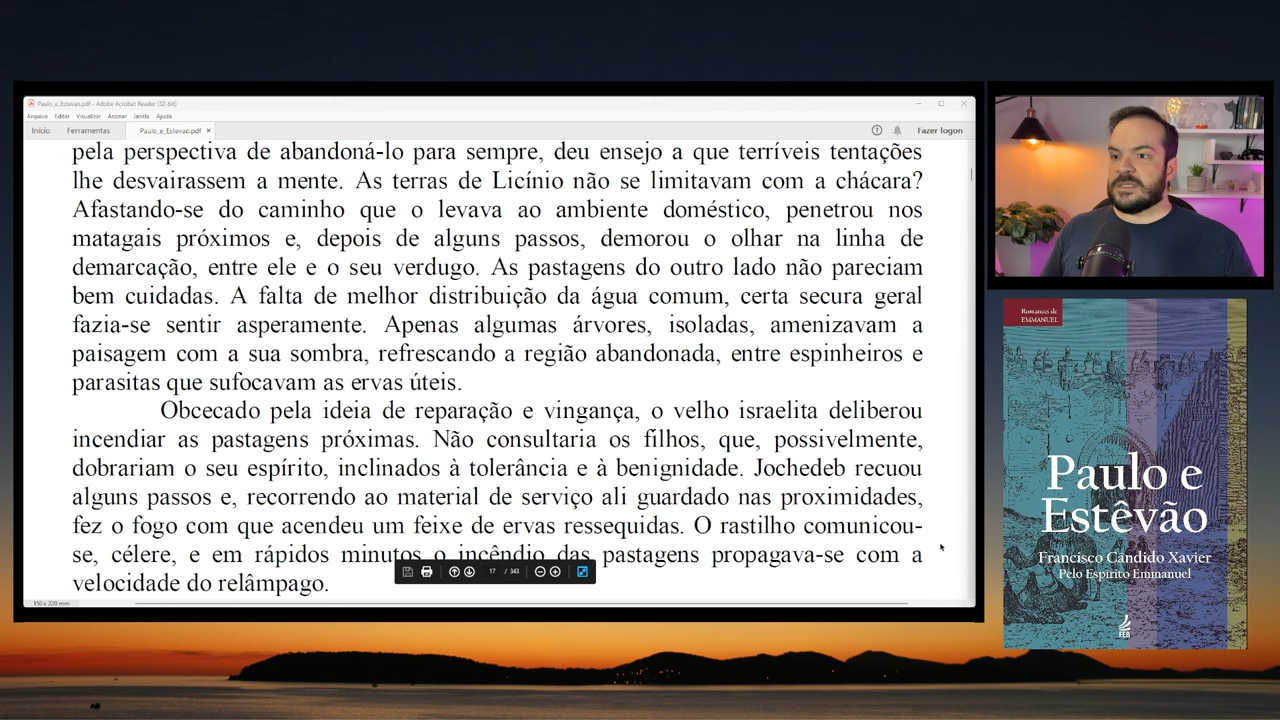 Paulo_e_Estevao.pdf - Adobe Acrobat Reader (32-bit)
Arquivo Editar Visualizar Assinar Janela Ajuda
Início Ferramentas Paulo_e_Estevao.pdf × ? Fazer logon
pela perspectiva de abandoná-lo para sempre, deu ensejo a que terríveis tentações
lhe desvairassem a mente. As terras de Licínio não se limitavam com a chácara?
Afastando-se do caminho que o levava ao ambiente doméstico, penetrou nos
matagais próximos e, depois de alguns passos, demorou o olhar na linha de
demarcação, entre ele e o seu verdugo. As pastagens do outro lado não pareciam
bem cuidadas. A falta de melhor distribuição da água comum, certa secura geral
fazia-se sentir asperamente. Apenas algumas árvores, isoladas, amenizavam a
paisagem com a sua sombra, refrescando a região abandonada, entre espinheiros e
parasitas que sufocavam as ervas úteis.
Obcecado pela ideia de reparação e vingança, o velho israelita deliberou
incendiar as pastagens próximas. Não consultaria os filhos, que, possivelmente,
dobrariam o seu espírito, inclinados à tolerância e à benignidade. Jochedeb recuou
alguns passos e, recorrendo ao material de serviço ali guardado nas proximidades,
fez o fogo com que acendeu um feixe de ervas ressequidas. O rastilho comunicou-
se, célere, e em rápidos minutos o incêndio das pastagens propagava-se com a
velocidade do relâmpago.
17 / 343
150 x 220 mm
Romances de
EMMANUEL
Paulo e
Estêvão
Francisco Cândido Xavier
Pelo Espírito Emmanuel
FEB